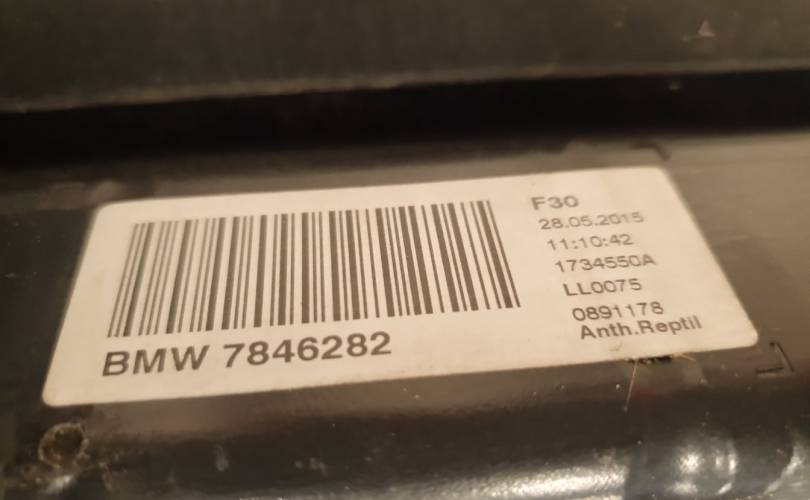 F30
28.05.2015
11:10:42
1734550A
LL0075
0891178
Anth.Reptil
BMW 7846282